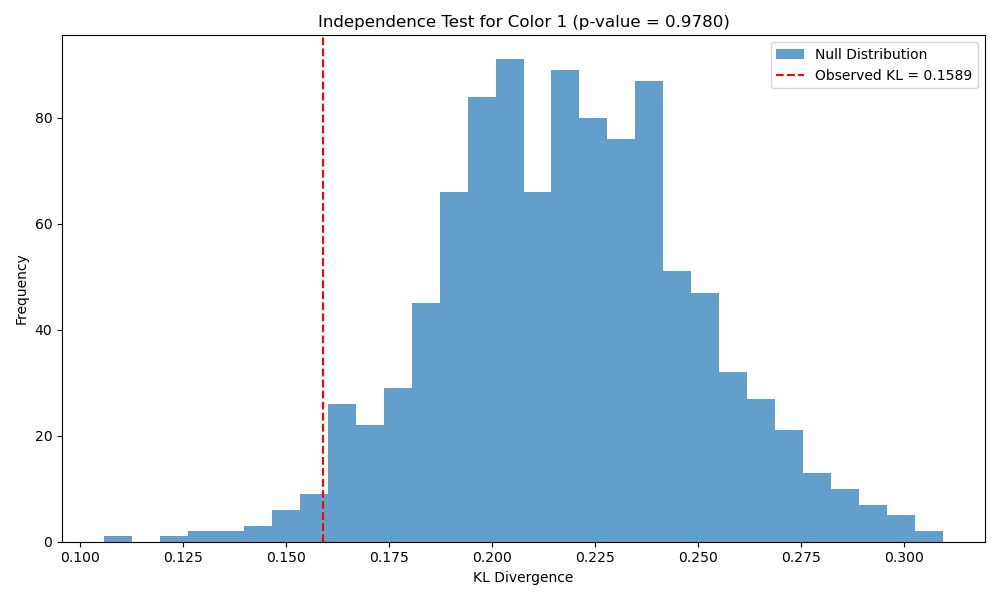 Independence Test for Color 1 (p-value = 0.9780)
Null Distribution
Observed KL = 0.1589
Frequency
80
60
40
20
0
0.100 0.125 0.150 0.175 0.200 0.225 0.250 0.275 0.300
KL Divergence